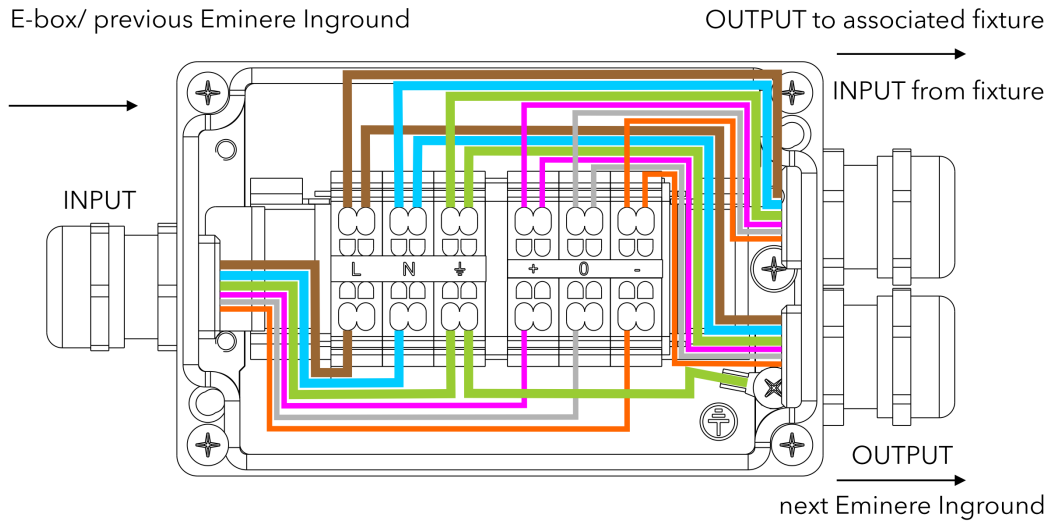 E-box/ previous Eminere Inground
OUTPUT to associated fixture
INPUT from fixture
INPUT
L N + 0 -
OUTPUT
next Eminere Inground